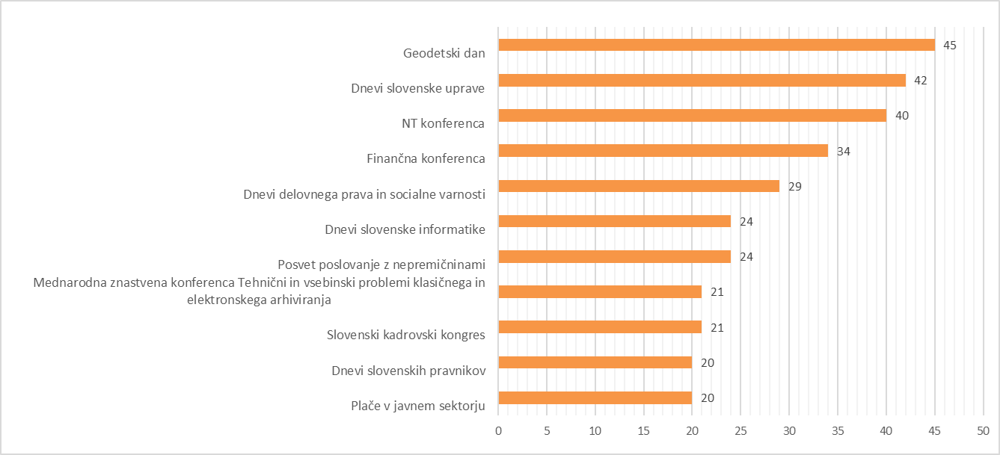 Geodetski dan
45
Dnevi slovenske uprave
42
NT konferenca
40
Finančna konferenca
34
Dnevi delovnega prava in socialne varnosti
29
Dnevi slovenske informatike
24
Posvet poslovanje z nepremičninami
24
Mednarodna znastvena konferenca Tehnični in vsebinski problemi klasičnega in
elektronskega arhiviranja
21
Slovenski kadrovski kongres
21
Dnevi slovenskih pravnikov
20
Plače v javnem sektorju
20
0 5 10 15 20 25 30 35 40 45 50